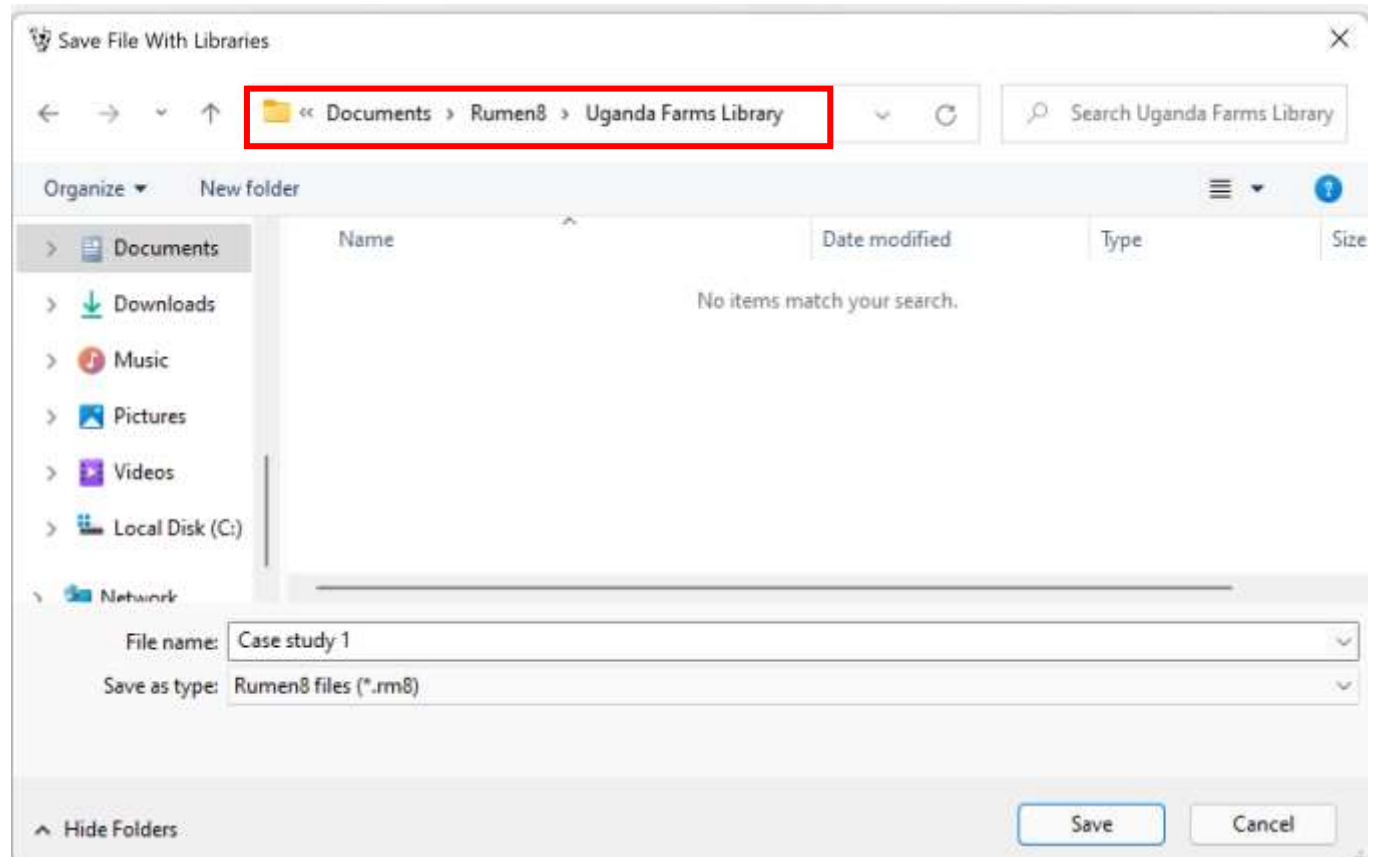 Save File With Libraries
« Documents › Rumen8 › Uganda Farms Library
Search Uganda Farms Library
Organize
New folder
Name
Date modified
Type
Size
Documents
No items match your search.
Downloads
Music
Pictures
Videos
Local Disk (C:)
Network
File name: Case study 1
Save as type: Rumen8 files (*.rm8)
Hide Folders
Save
Cancel